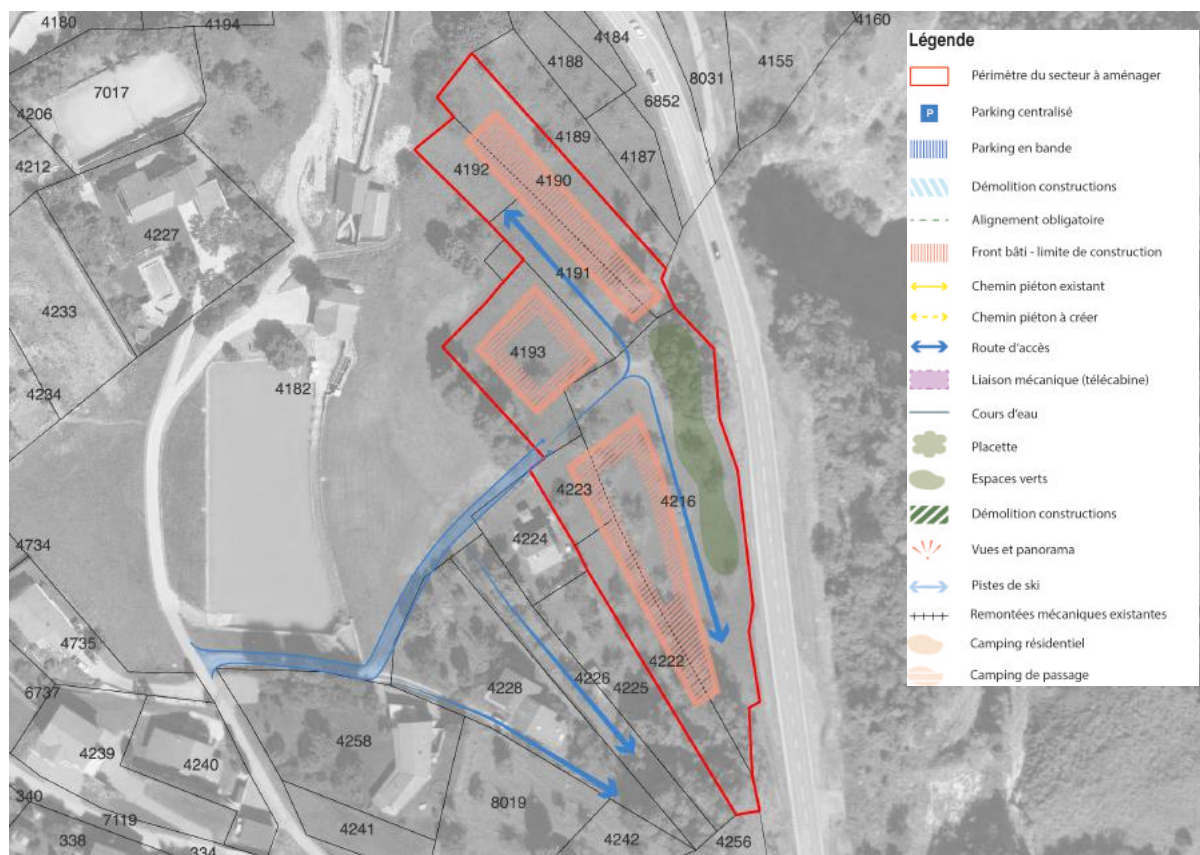 4180
4194
4188
4184
4160
8031
4155
6852
7017
4206
4212
4189
4187
4192
4190
4227
4191
4233
4193
4182
4234
4223
4216
4224
4734
4735
4222
4226
4225
4228
6737
4258
4239
4240
8019
340
7119
4241
4242
4256
338
334
Légende
Périmètre du secteur à aménager
P
Parking centralisé
Parking en bande
Démolition constructions
Alignement obligatoire
Front bâti - limite de construction
Chemin piéton existant
Chemin piéton à créer
Route d'accès
Liaison mécanique (télécabine)
Cours d'eau
Placette
Espaces verts
Démolition constructions
Vues et panorama
Pistes de ski
Remontées mécaniques existantes
Camping résidentiel
Camping de passage